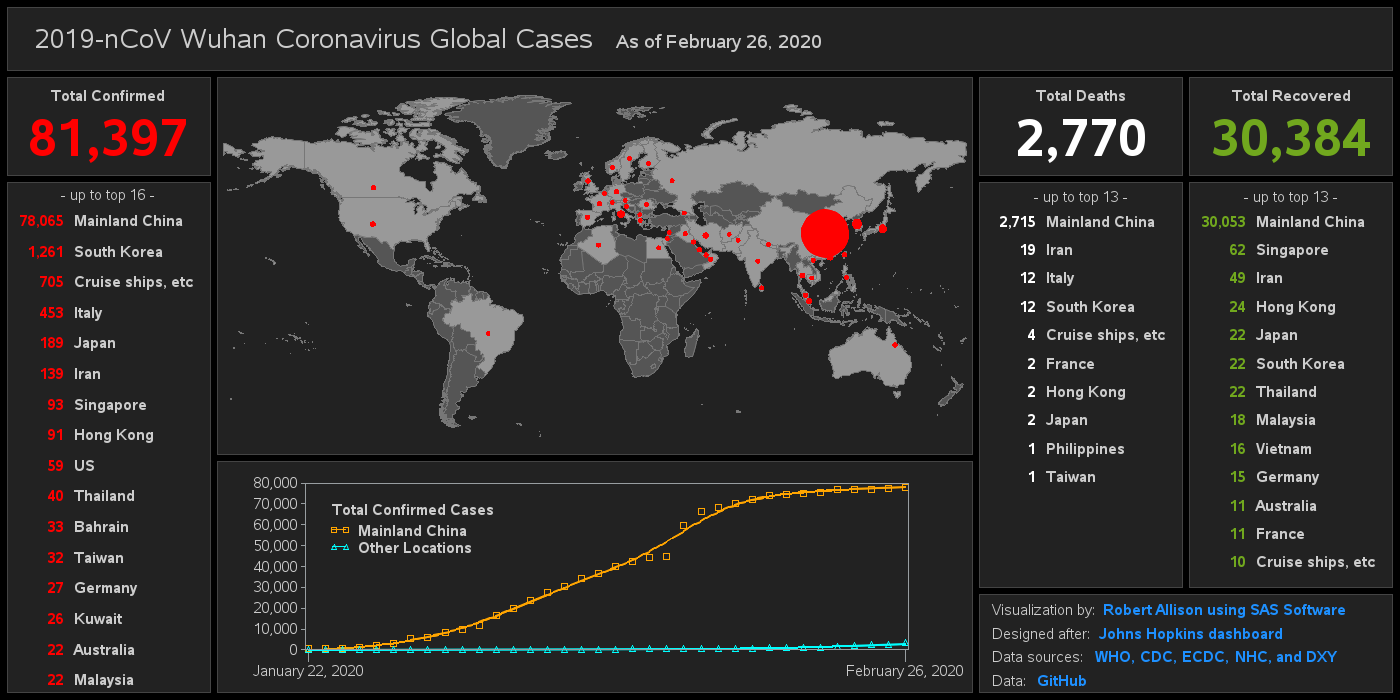 2019-nCoV Wuhan Coronavirus Global Cases As of February 26, 2020
Total Confirmed
81,397
- up to top 16 -
78,065 Mainland China
1,261 South Korea
705 Cruise ships, etc
453 Italy
189 Japan
139 Iran
93 Singapore
91 Hong Kong
59 US
40 Thailand
33 Bahrain
32 Taiwan
27 Germany
26 Kuwait
22 Australia
22 Malaysia
80,000
70,000
60,000
50,000
40,000
30,000
20,000
10,000
0
Total Confirmed Cases
Mainland China
Other Locations
January 22, 2020
February 26, 2020
Total Deaths
2,770
- up to top 13 -
2,715 Mainland China
19 Iran
12 Italy
12 South Korea
4 Cruise ships, etc
2 France
2 Hong Kong
2 Japan
1 Philippines
1 Taiwan
Total Recovered
30,384
- up to top 13 -
30,053 Mainland China
62 Singapore
49 Iran
24 Hong Kong
22 Japan
22 South Korea
22 Thailand
18 Malaysia
16 Vietnam
15 Germany
11 Australia
11 France
10 Cruise ships, etc
Visualization by: Robert Allison using SAS Software
Designed after: Johns Hopkins dashboard
Data sources: WHO, CDC, ECDC, NHC, and DXY
Data: GitHub